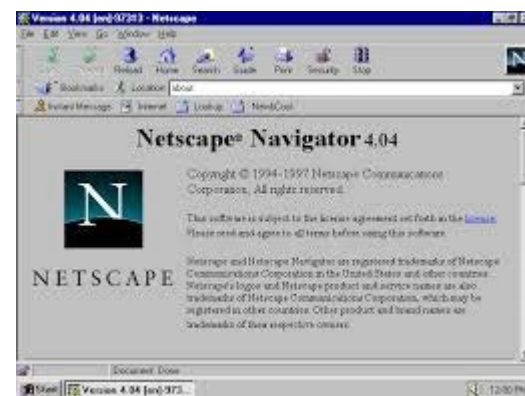 Version 4.04 [en]-97313 - Netscape
File Edit View Go Window Help
Reload Home Search Guide Print Security Stop
Bookmarks Location about:
Instant Message Internet Lookup New&Cool
Netscape® Navigator 4.04
Copyright © 1994-1997 Netscape Communications
Corporation, All rights reserved.
This software is subject to the license agreement set forth in the license.
Please read and agree to all terms before using this software.
N
NETSCAPE
Netscape and Netscape Navigator are registered trademarks of Netscape
Communications Corporation in the United States and other countries.
Netscape's logos and Netscape product and service names are also
trademarks of Netscape Communications Corporation, which may be
registered in other countries. Other product and brand names are
trademarks of their respective owners.
Document: Done
Start Version 4.04 [en]-973... 12:00 PM